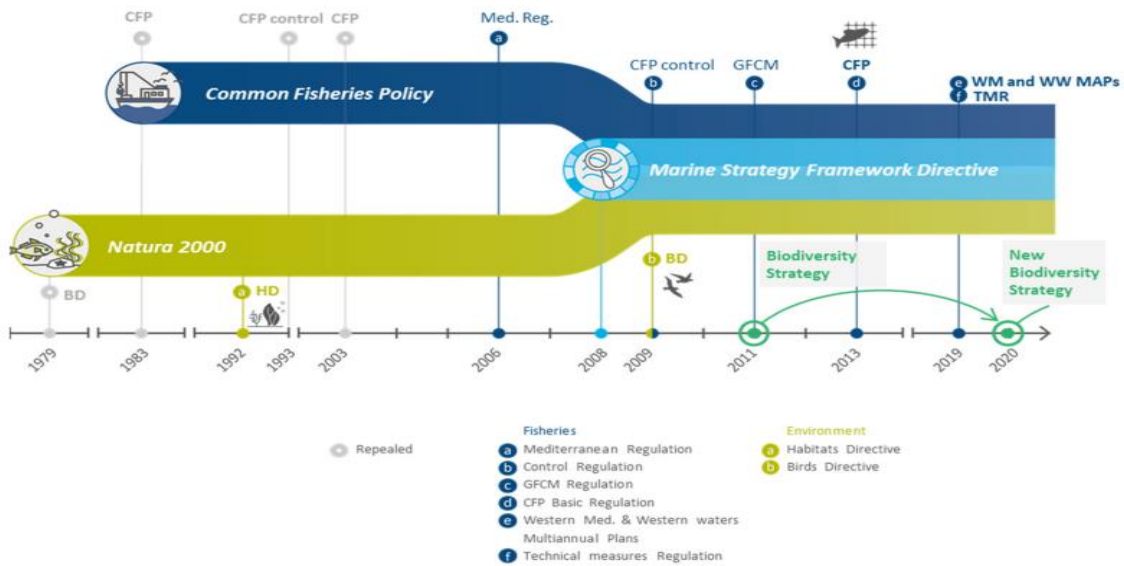 CFP
CFP control
CFP
Med. Reg.
a
CFP control
b
GFCM
c
CFP
d
e WM and WW MAPs
f TMR
Common Fisheries Policy
Marine Strategy Framework Directive
Natura 2000
BD
a HD
b BD
Biodiversity
Strategy
New
Biodiversity
Strategy
1979
1983
1992
1993
2003
2006
2008
2009
2011
2013
2019
2020
Repealed
Fisheries
a Mediterranean Regulation
b Control Regulation
c GFCM Regulation
d CFP Basic Regulation
e Western Med. & Western waters
Multiannual Plans
f Technical measures Regulation
Environment
a Habitats Directive
b Birds Directive